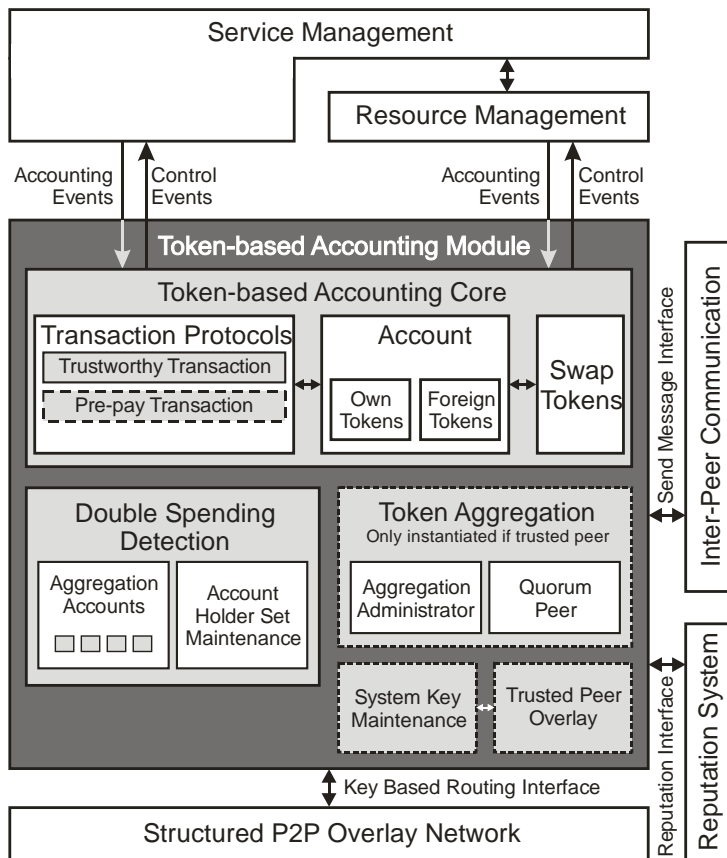 Service Management
Resource Management
Accounting
Events
Control
Events
Accounting
Events
Control
Events
Token-based Accounting Module
Token-based Accounting Core
Transaction Protocols
Trustworthy Transaction
Pre-pay Transaction
Account
Own
Tokens
Foreign
Tokens
Swap
Tokens
Double Spending
Detection
Aggregation
Accounts
Account
Holder Set
Maintenance
Token Aggregation
Only instantiated if trusted peer
Aggregation
Administrator
Quorum
Peer
System Key
Maintenance
Trusted Peer
Overlay
Send Message Interface
Inter-Peer Communication
Reputation Interface
Reputation System
Key Based Routing Interface
Structured P2P Overlay Network